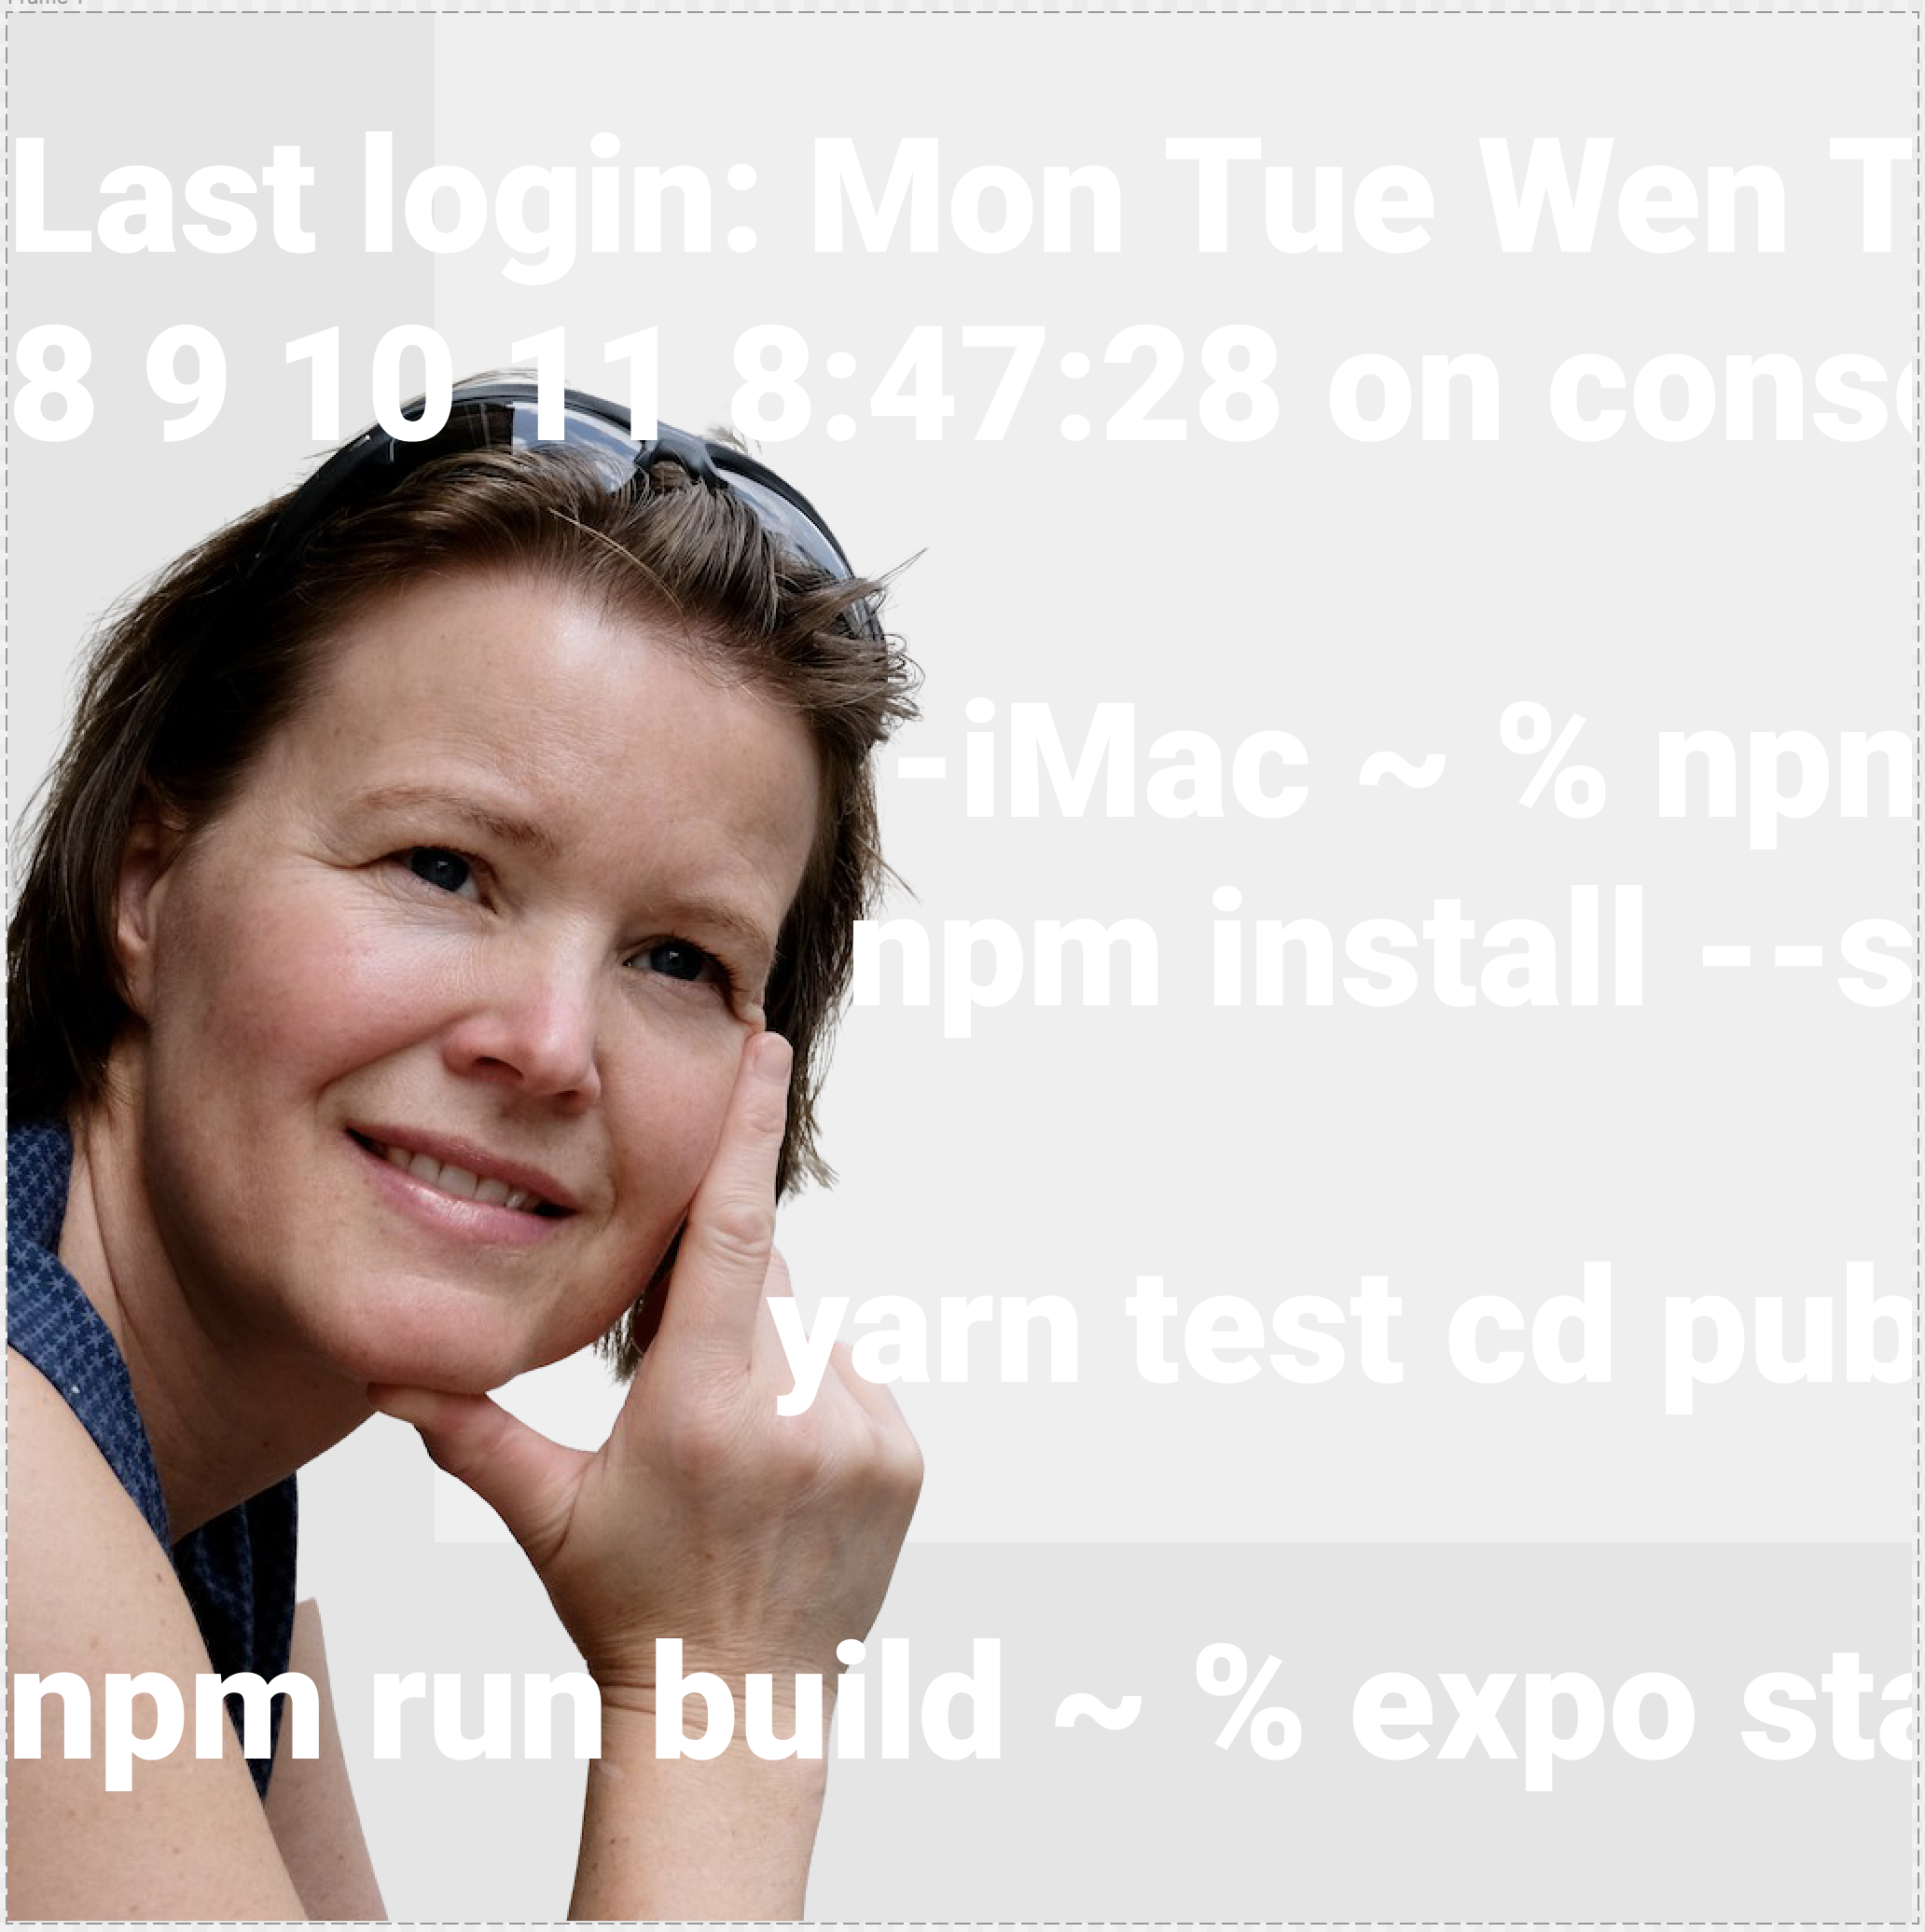 Last login: Mon Tue Wen T
8 9 10 11 8:47:28 on conso
-iMac ~ % npm
npm install --s
yarn test cd pub
npm run build ~ % expo sta